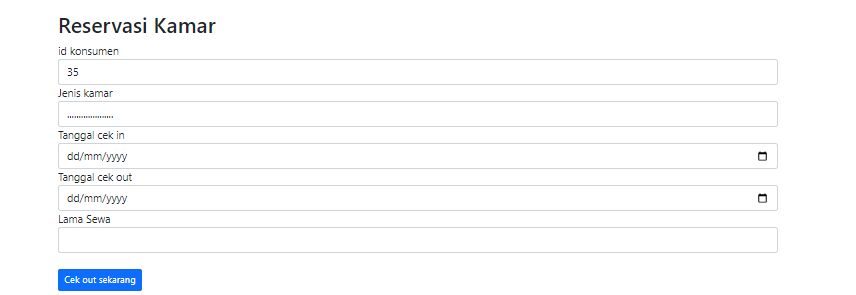 Reservasi Kamar
id konsumen
35
Jenis kamar
....................
Tanggal cek in
dd/mm/yyyy
Tanggal cek out
dd/mm/yyyy
Lama Sewa
Cek out sekarang